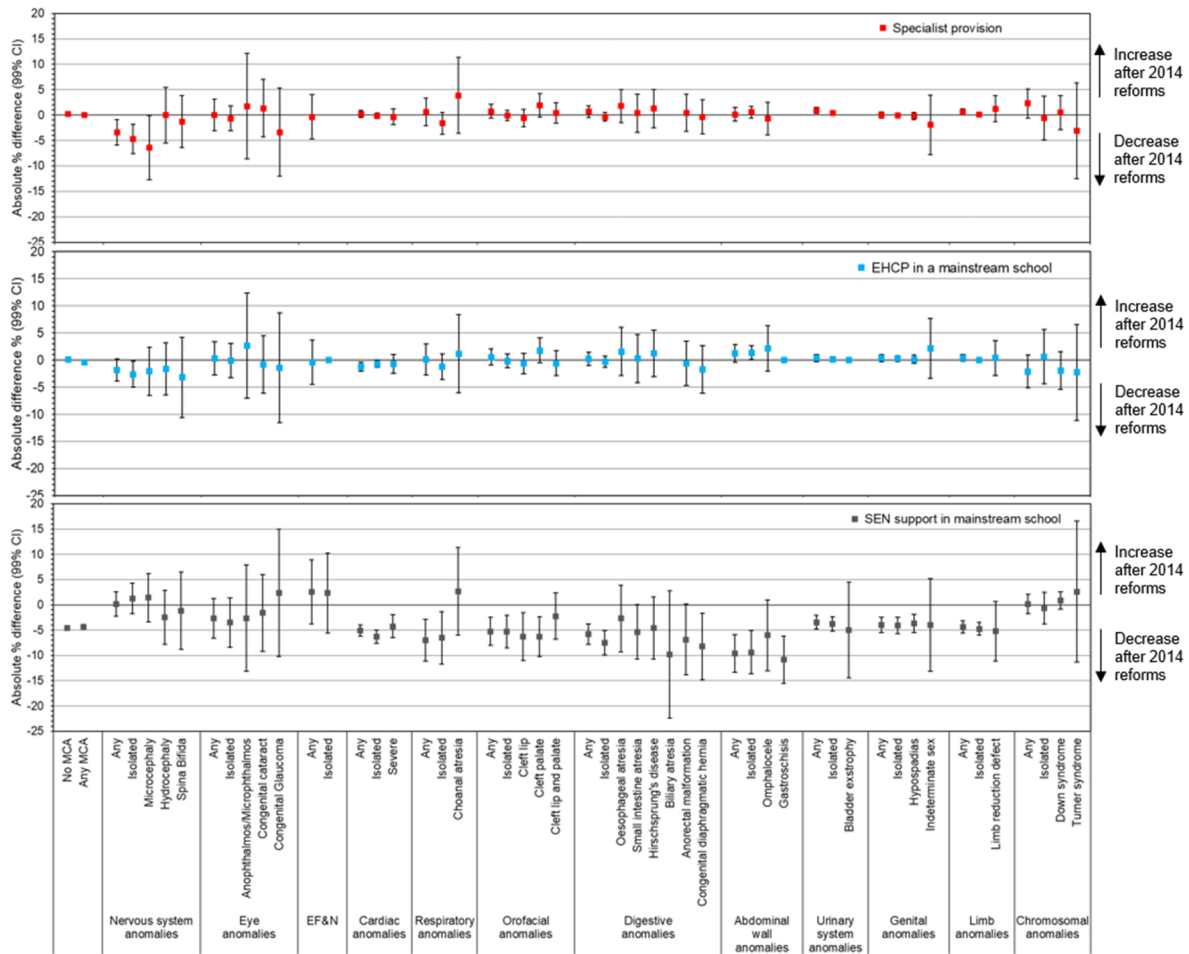 Absolute % difference (99% CI)
20
15
10
5
0
-5
-10
-15
-20
-25
Specialist provision
Increase
after 2014
reforms
Decrease
after 2014
reforms
Absolute difference % (99% CI)
20
15
10
5
0
-5
-10
-15
-20
-25
EHCP in a mainstream school
Increase
after 2014
reforms
Decrease
after 2014
reforms
Absolute % difference (99% CI)
20
15
10
5
0
-5
-10
-15
-20
-25
SEN support in mainstream school
Increase
after 2014
reforms
Decrease
after 2014
reforms
No MCA
Any MCA
Any
Isolated
Microcephaly
Hydrocephaly
Spina Bifida
Any
Isolated
Anophthalmos/Microphthalmos
Congenital cataract
Congenital Glaucoma
Any
Isolated
Any
Isolated
Severe
Any
Isolated
Choanal atresia
Any
Isolated
Cleft lip
Cleft palate
Cleft lip and palate
Any
Isolated
Oesophageal atresia
Small intestine atresia
Hirschsprung's disease
Biliary atresia
Anorectal malformation
Congenital diaphragmatic hernia
Any
Isolated
Omphalocele
Gastroschisis
Any
Isolated
Bladder exstrophy
Any
Isolated
Hypospadias
Indeterminate sex
Any
Isolated
Limb reduction defect
Any
Isolated
Down syndrome
Turner syndrome
Nervous system
anomalies
Eye
anomalies
EF&N
Cardiac
anomalies
Respiratory
anomalies
Orofacial
anomalies
Digestive
anomalies
Abdominal
wall
anomalies
Urinary
system
anomalies
Genital
anomalies
Limb
anomalies
Chromosomal
anomalies